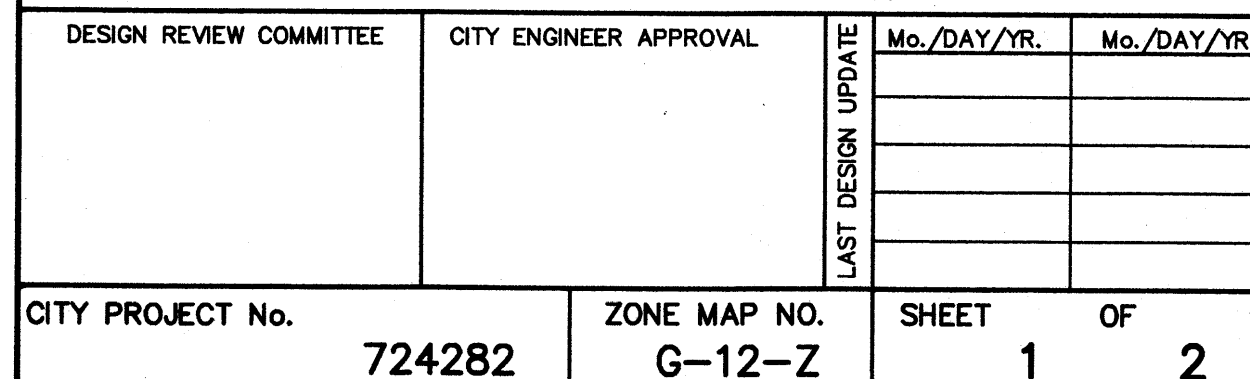 DESIGN REVIEW COMMITTEE
CITY ENGINEER APPROVAL
LAST DESIGN UPDATE
Mo./DAY/YR.
Mo./DAY/YR
CITY PROJECT No.
724282
ZONE MAP NO.
G-12-Z
SHEET OF
1 2